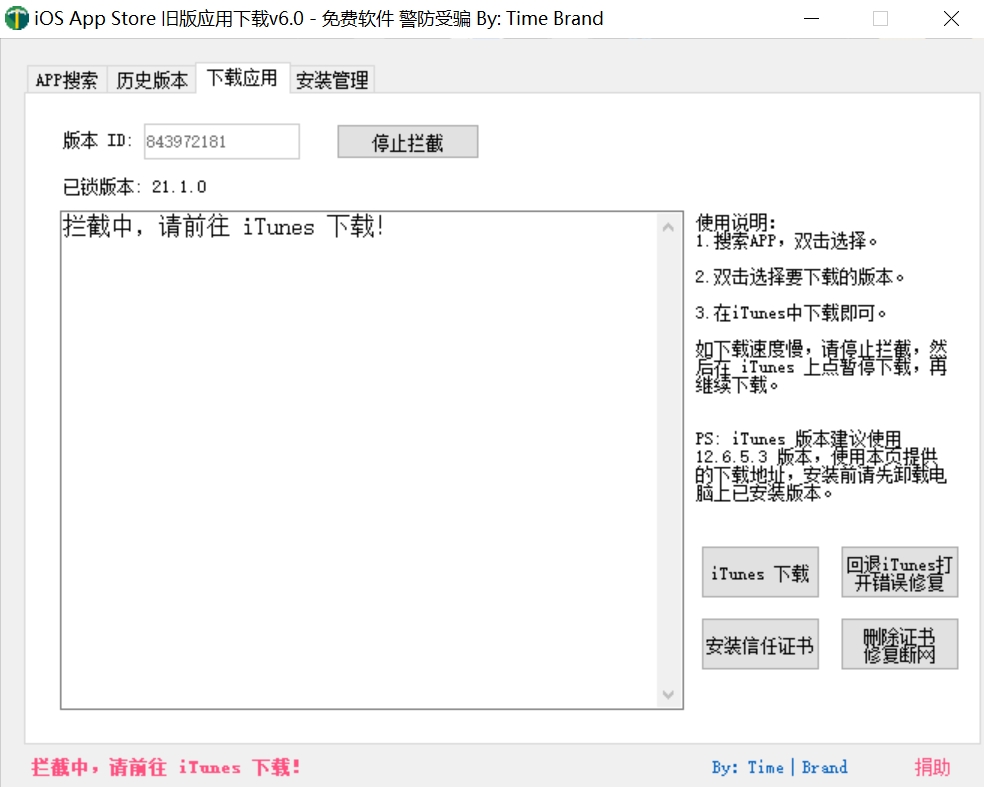 iOS App Store 旧版应用下载v6.0 - 免费软件 警防受骗 By: Time Brand
APP搜索 历史版本 下载应用 安装管理
版本 ID: 843972181 停止拦截
已锁版本: 21.1.0
拦截中，请前往 iTunes 下载!
使用说明:
1.搜索APP，双击选择。
2.双击选择要下载的版本。
3.在iTunes中下载即可。
如下载速度慢，请停止拦截，然
后在 iTunes 上点暂停下载，再
继续下载。
PS: iTunes 版本建议使用
12.6.5.3 版本，使用本页提供
的下载地址，安装前请先卸载电
脑上已安装版本。
iTunes 下载
回退iTunes打
开错误修复
安装信任证书
删除证书
修复断网
拦截中，请前往 iTunes 下载!
By: Time|Brand
捐助